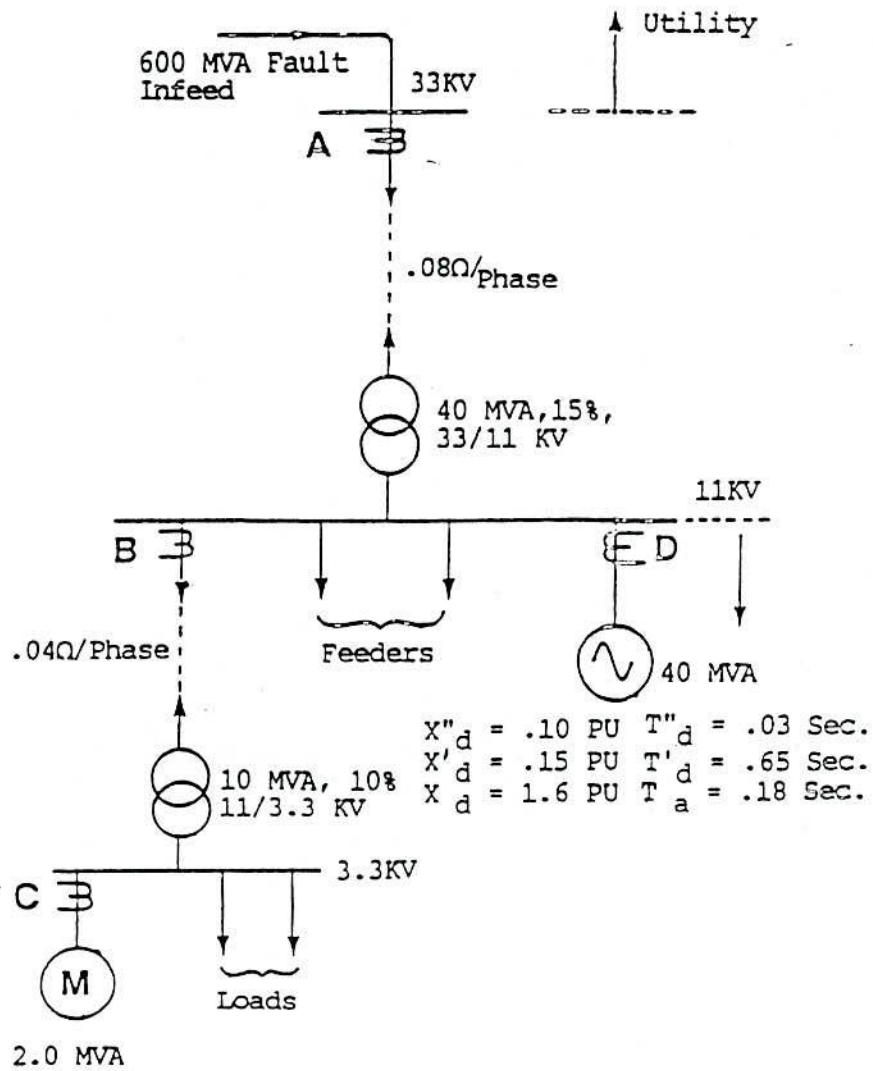 Utility
600 MVA Fault
Infeed
33KV
A
.08Ω/Phase
40 MVA,15%,
33/11 KV
11KV
B
D
.04Ω/Phase
Feeders
40 MVA
X"d = .10 PU T"d = .03 Sec.
X'd = .15 PU T'd = .65 Sec.
X d = 1.6 PU T a = .18 Sec.
10 MVA, 10%
11/3.3 KV
3.3KV
C
M
Loads
2.0 MVA